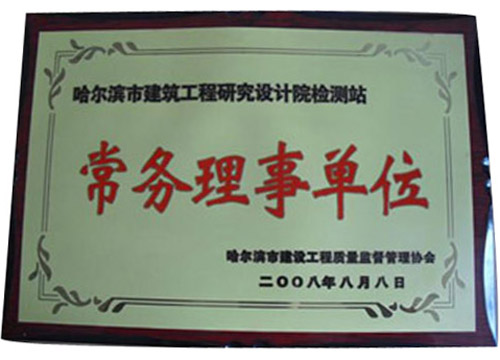 哈尔滨市建筑工程研究设计院检测站
常务理事单位
哈尔滨市建设工程质量监督管理协会
二OO八年八月八日